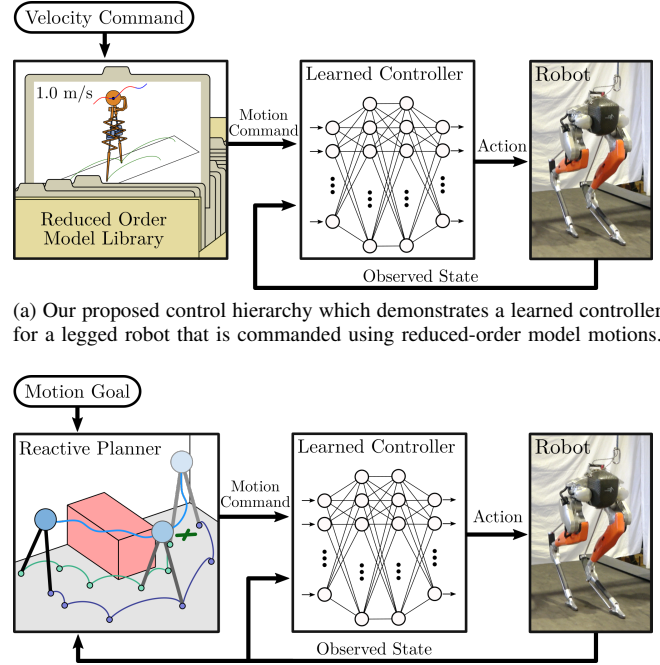 Velocity Command
1.0 m/s
Reduced Order
Model Library
Motion
Command
Learned Controller
Action
Robot
Observed State
(a) Our proposed control hierarchy which demonstrates a learned controller
for a legged robot that is commanded using reduced-order model motions.
Motion Goal
Reactive Planner
Motion
Command
Learned Controller
Action
Robot
Observed State